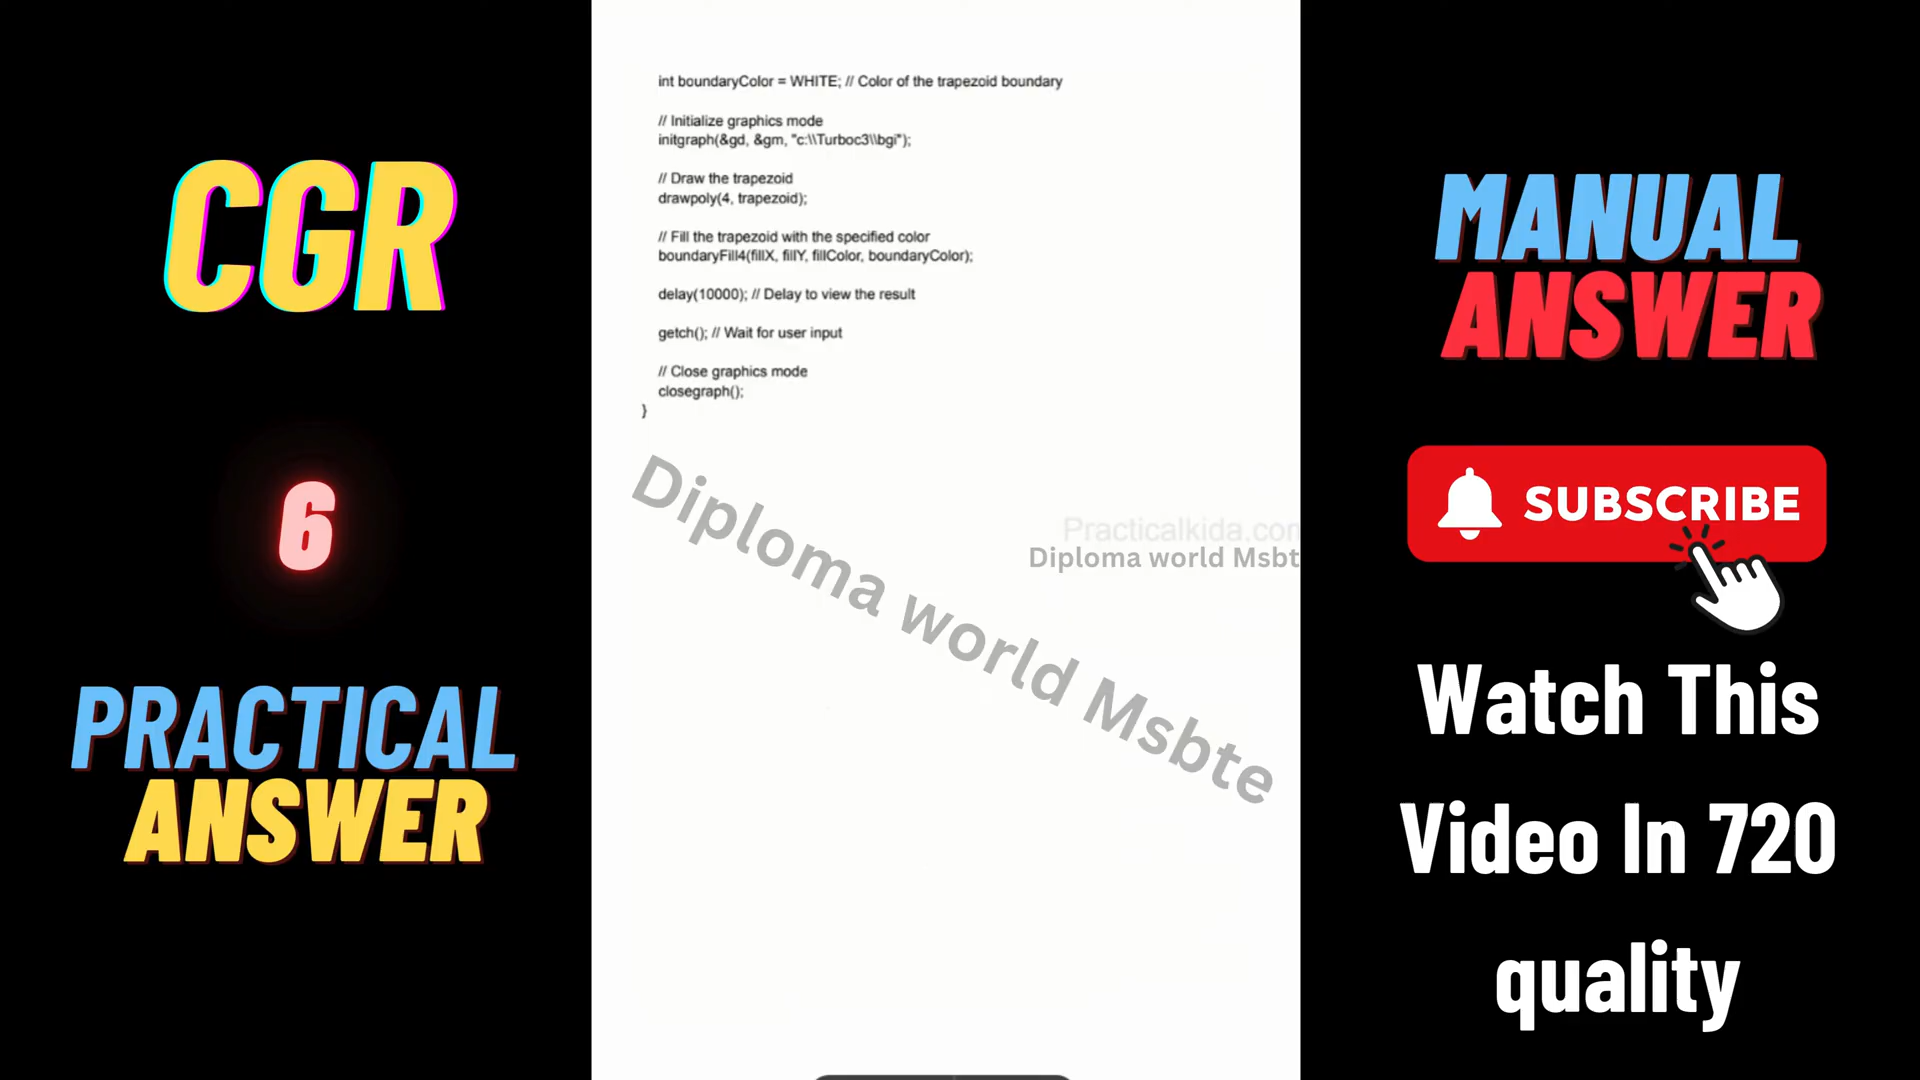 CGR
6
PRACTICAL
ANSWER
int boundaryColor = WHITE; // Color of the trapezoid boundary
// Initialize graphics mode
initgraph(&gd, &gm, "c:\\Turboc3\\bgi");
// Draw the trapezoid
drawpoly(4, trapezoid);
// Fill the trapezoid with the specified color
boundaryFill4(fillX, fillY, fillColor, boundaryColor);
delay(10000); // Delay to view the result
getch(); // Wait for user input
// Close graphics mode
closegraph();
}
Diploma world Msbte
Practicalkida.com
Diploma world Msbt
MANUAL
ANSWER
SUBSCRIBE
Watch This
Video In 720
quality